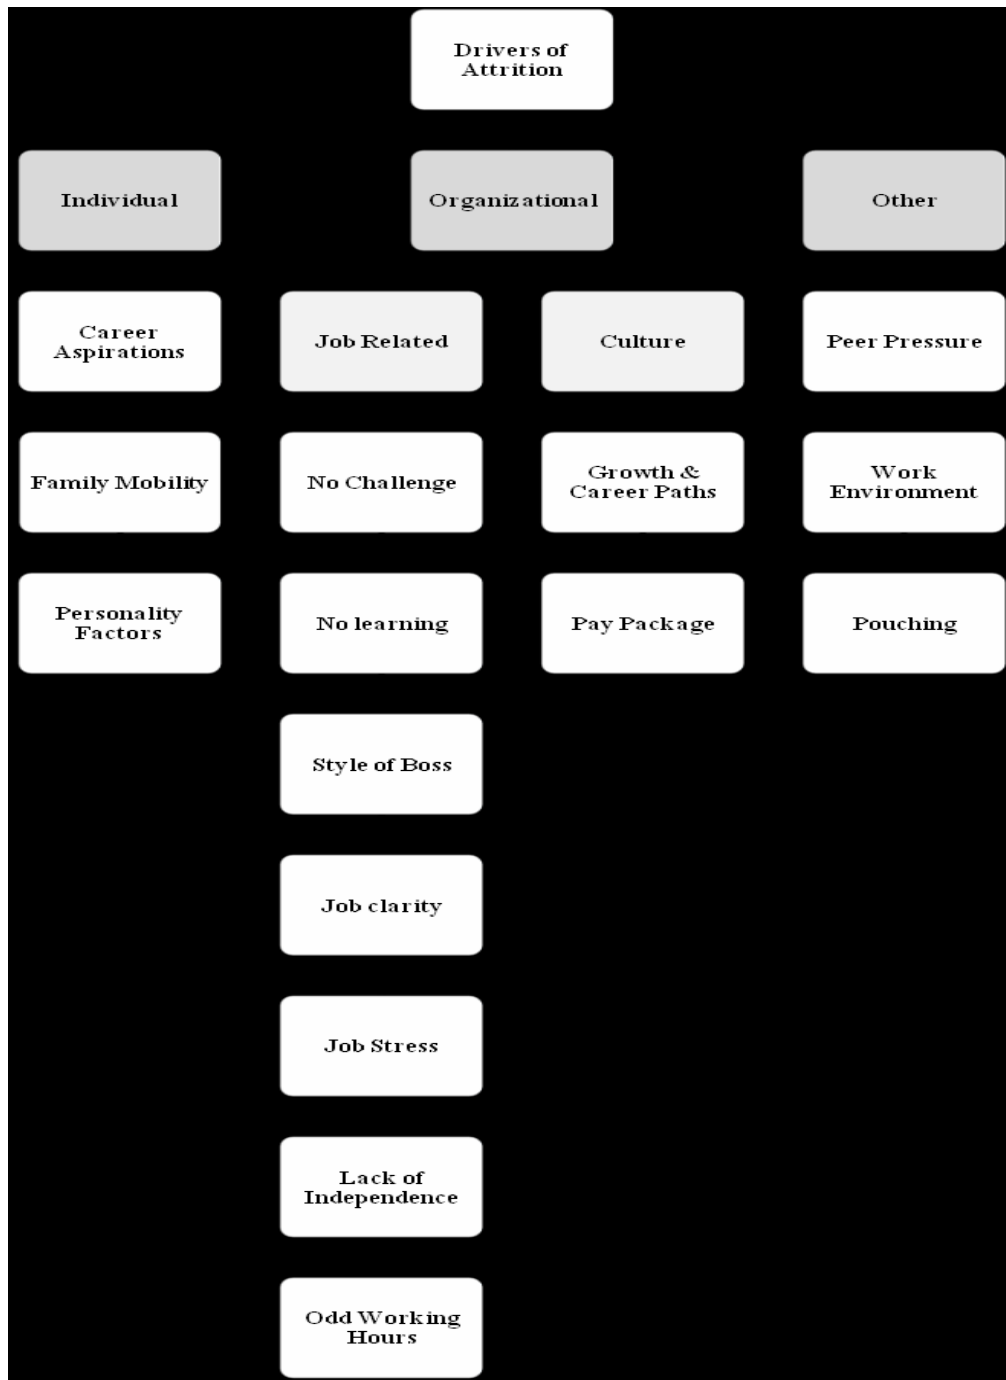 Drivers of
Attrition
Individual
Organizational
Other
Career
Aspirations
Job Related
Culture
Peer Pressure
Family Mobility
No Challenge
Growth &
Career Paths
Work
Environment
Personality
Factors
No learning
Pay Package
Pouching
Style of Boss
Job clarity
Job Stress
Lack of
Independence
Odd Working
Hours